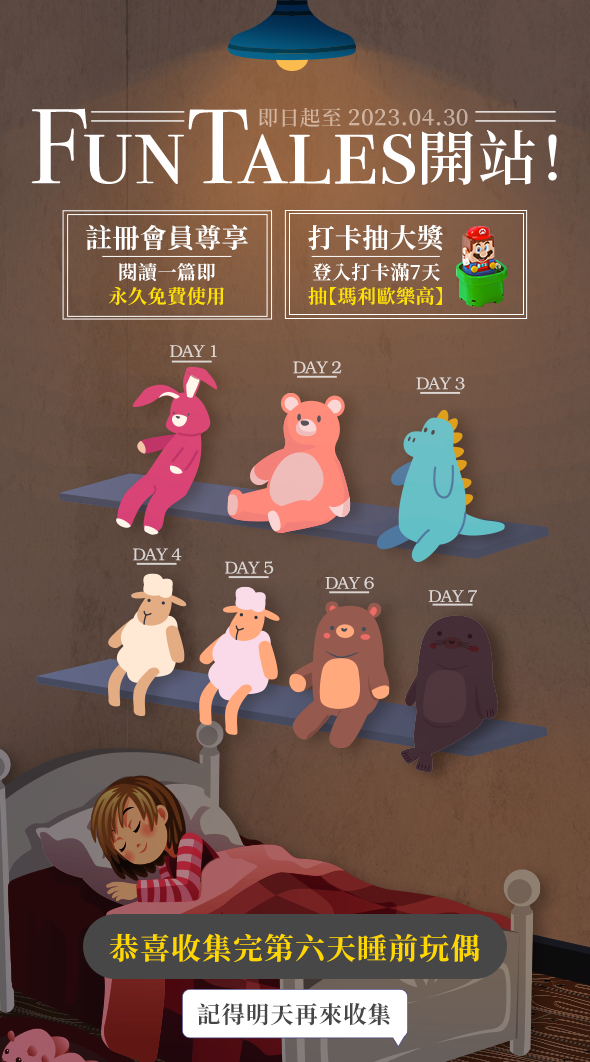 即日起至 2023.04.30
FUNTALES開站！
註冊會員尊享
閱讀一篇即
永久免費使用
打卡抽大獎
登入打卡滿7天
抽【瑪利歐樂高】
DAY 1
DAY 2
DAY 3
DAY 4
DAY 5
DAY 6
DAY 7
恭喜收集完第六天睡前玩偶
記得明天再來收集